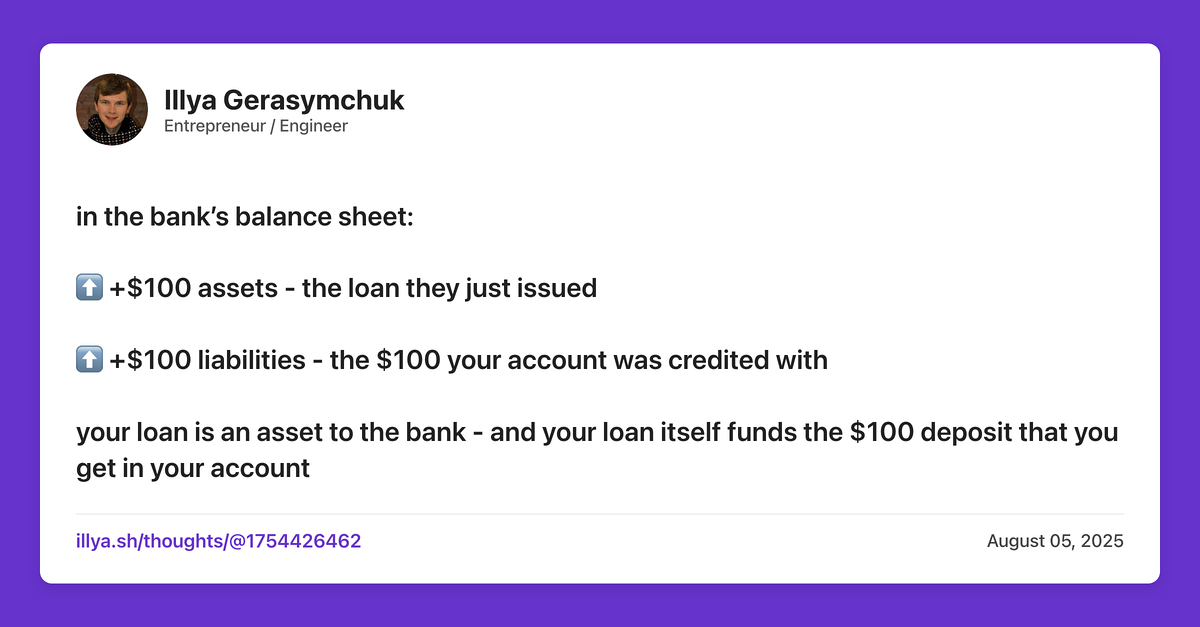 Illya Gerasymchuk
Entrepreneur / Engineer
in the bank’s balance sheet:
⬆️ +$100 assets - the loan they just issued
⬆️ +$100 liabilities - the $100 your account was credited with
your loan is an asset to the bank - and your loan itself funds the $100 deposit that you
get in your account
illya.sh/thoughts/@1754426462
August 05, 2025